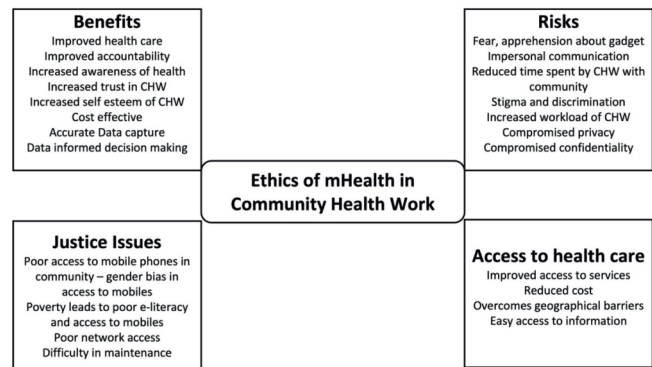 Benefits
Improved health care
Improved accountability
Increased awareness of health
Increased trust in CHW
Increased self esteem of CHW
Cost effective
Accurate Data capture
Data informed decision making
Risks
Fear, apprehension about gadget
Impersonal communication
Reduced time spent by CHW with
community
Stigma and discrimination
Increased workload of CHW
Compromised privacy
Compromised confidentiality
Ethics of mHealth in
Community Health Work
Justice Issues
Poor access to mobile phones in
community – gender bias in
access to mobiles
Poverty leads to poor e-literacy
and access to mobiles
Poor network access
Difficulty in maintenance
Access to health care
Improved access to services
Reduced cost
Overcomes geographical barriers
Easy access to information